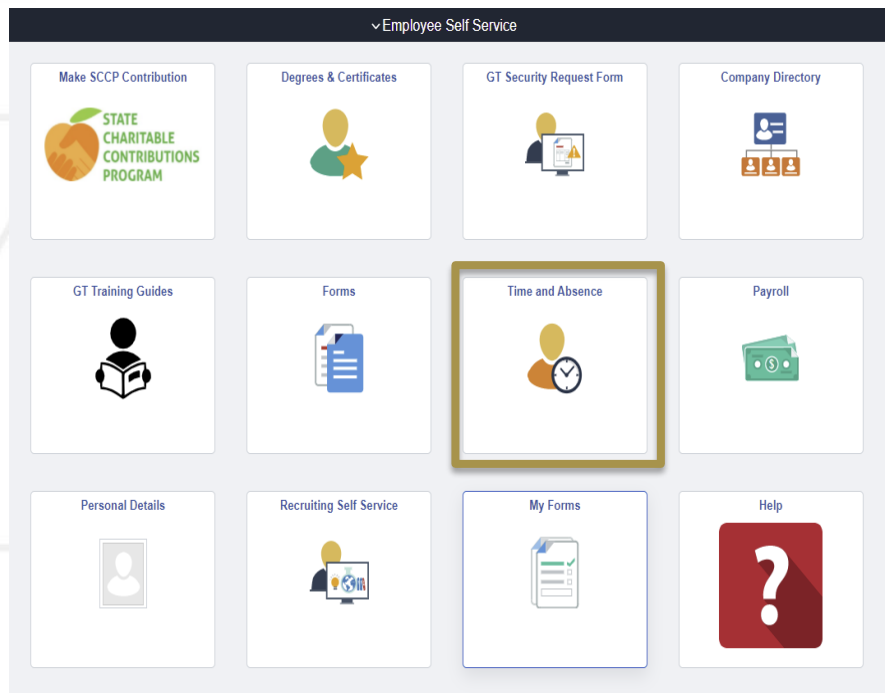 Employee Self Service
Make SCCP Contribution
STATE
CHARITABLE
CONTRIBUTIONS
PROGRAM
Degrees & Certificates
GT Security Request Form
Company Directory
GT Training Guides
Forms
Time and Absence
Payroll
$
Personal Details
Recruiting Self Service
My Forms
Help
?